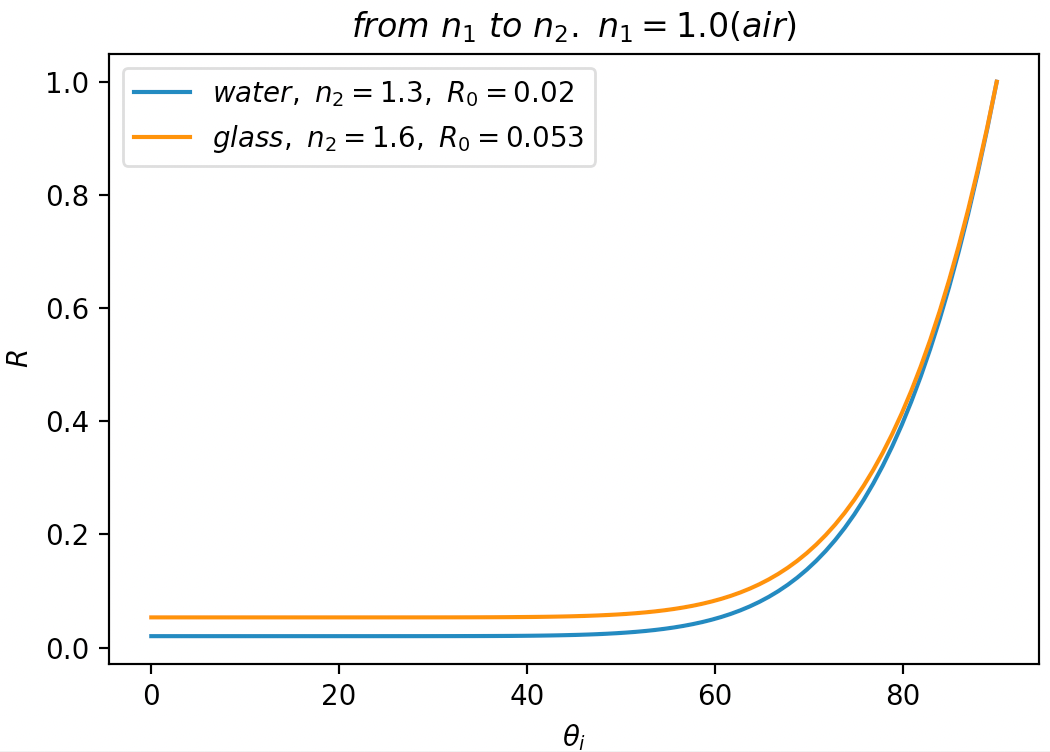 from n₁ to n₂. n₁ = 1.0(air)
water, n₂ = 1.3, R₀ = 0.02
glass, n₂ = 1.6, R₀ = 0.053
1.0
0.8
0.6
0.4
0.2
0.0
R
0 20 40 60 80
θᵢ